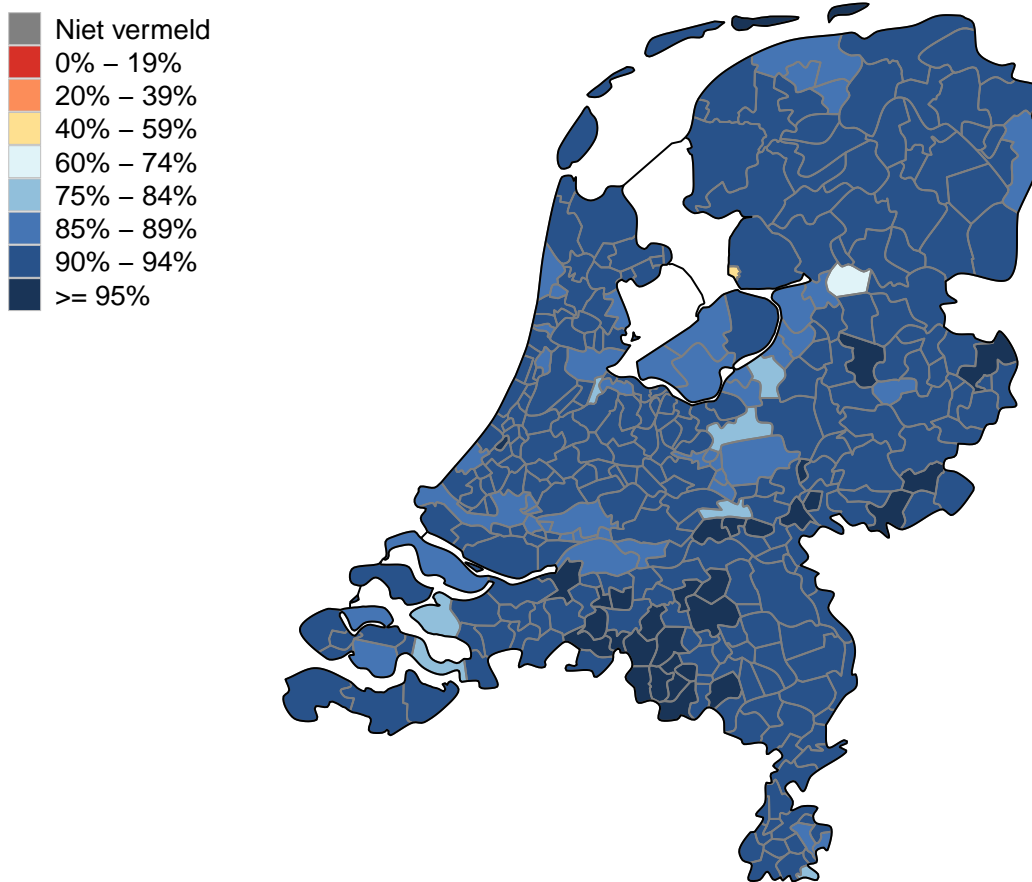 Niet vermeld
0% – 19%
20% – 39%
40% – 59%
60% – 74%
75% – 84%
85% – 89%
90% – 94%
>= 95%